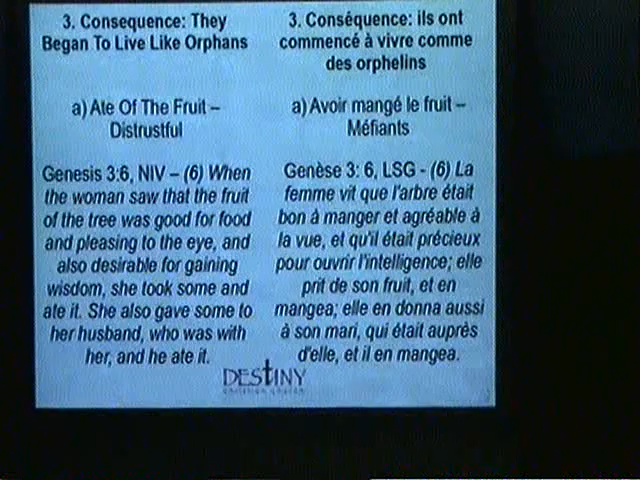 3. Consequence: They
Began To Live Like Orphans
a) Ate Of The Fruit –
Distrustful
Genesis 3:6, NIV – (6) When
the woman saw that the fruit
of the tree was good for food
and pleasing to the eye, and
also desirable for gaining
wisdom, she took some and
ate it. She also gave some to
her husband, who was with
her, and he ate it.
3. Conséquence: ils ont
commencé à vivre comme
des orphelins
a) Avoir mangé le fruit –
Méfiants
Genèse 3: 6, LSG - (6) La
femme vit que l'arbre était
bon à manger et agréable à
la vue, et qu'il était précieux
pour ouvrir l'intelligence; elle
prit de son fruit, et en
mangea; elle en donna aussi
à son mari, qui était auprès
d'elle, et il en mangea.
DEStINY
christian church